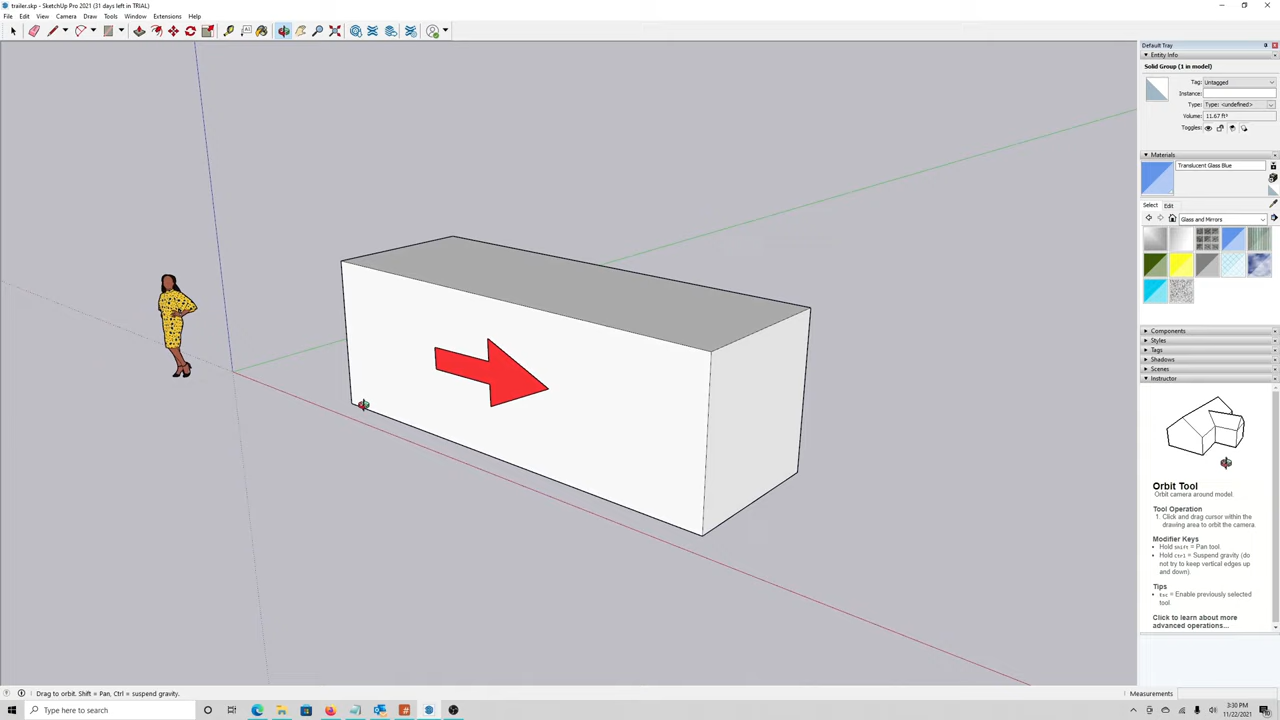 trailer.skp - SketchUp Pro 2021 (31 days left in TRIAL)
File Edit View Camera Draw Tools Window Extensions Help
Default Tray
Entity Info
Solid Group (1 in model)
Tag: Untagged
Instance:
Type: Type: <undefined>
Volume: 11.67 ft³
Toggles:
Materials
Translucent Glass Blue
Select Edit
Glass and Mirrors
Components
Styles
Tags
Shadows
Scenes
Instructor
Orbit Tool
Orbit camera around model.
Tool Operation
1. Click and drag cursor within the
drawing area to orbit the camera.
Modifier Keys
• Hold Shift = Pan tool.
• Hold Ctrl = Suspend gravity (do
not try to keep vertical edges up
and down).
Tips
• Esc = Enable previously selected
tool.
Click to learn about more
advanced operations...
Drag to orbit. Shift = Pan, Ctrl = suspend gravity.
Measurements
Type here to search
3:30 PM
11/22/2021